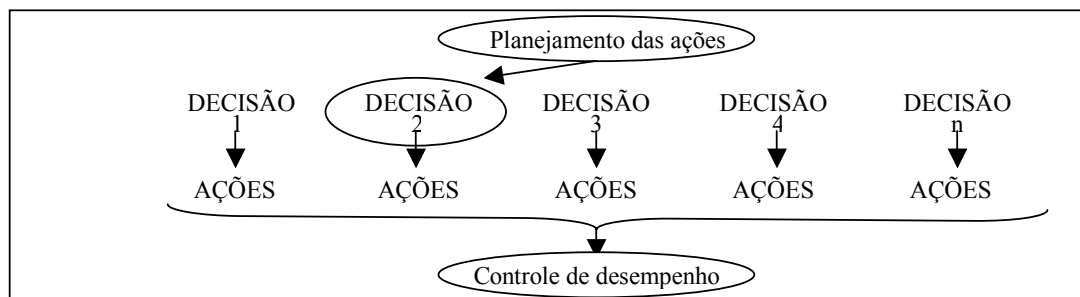 Planejamento das ações
DECISÃO DECISÃO DECISÃO DECISÃO DECISÃO
1 2 3 4 n
AÇÕES AÇÕES AÇÕES AÇÕES AÇÕES
Controle de desempenho